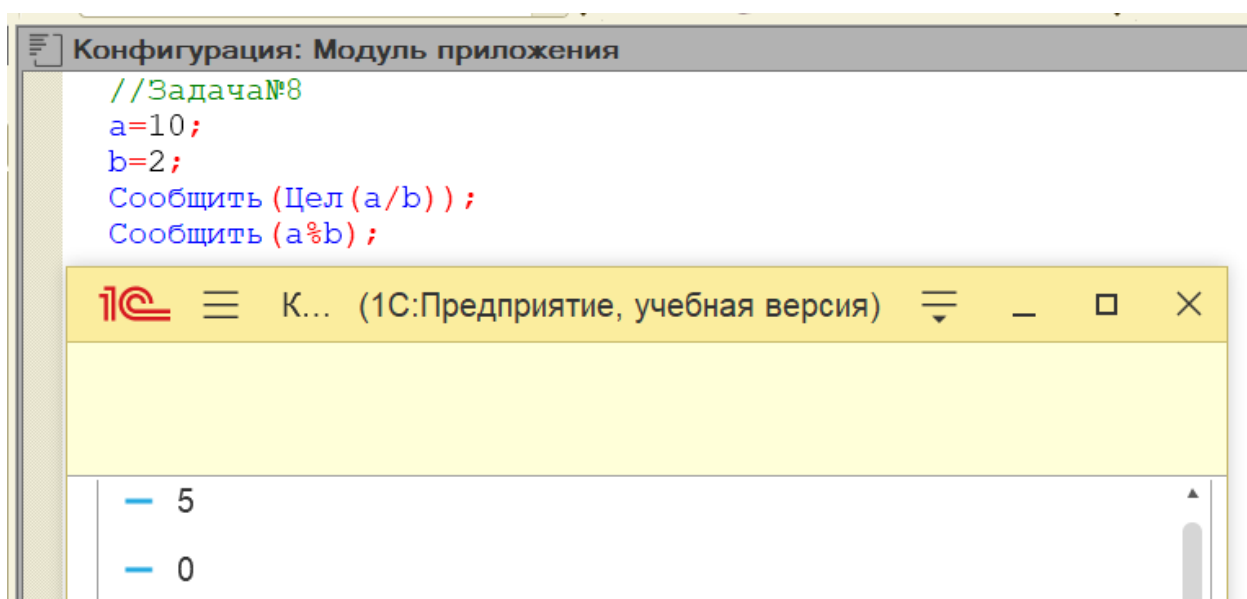 Конфигурация: Модуль приложения
//Задача№8
a=10;
b=2;
Сообщить(Цел(a/b));
Сообщить(a%b);
1С К... (1С:Предприятие, учебная версия)
5
0